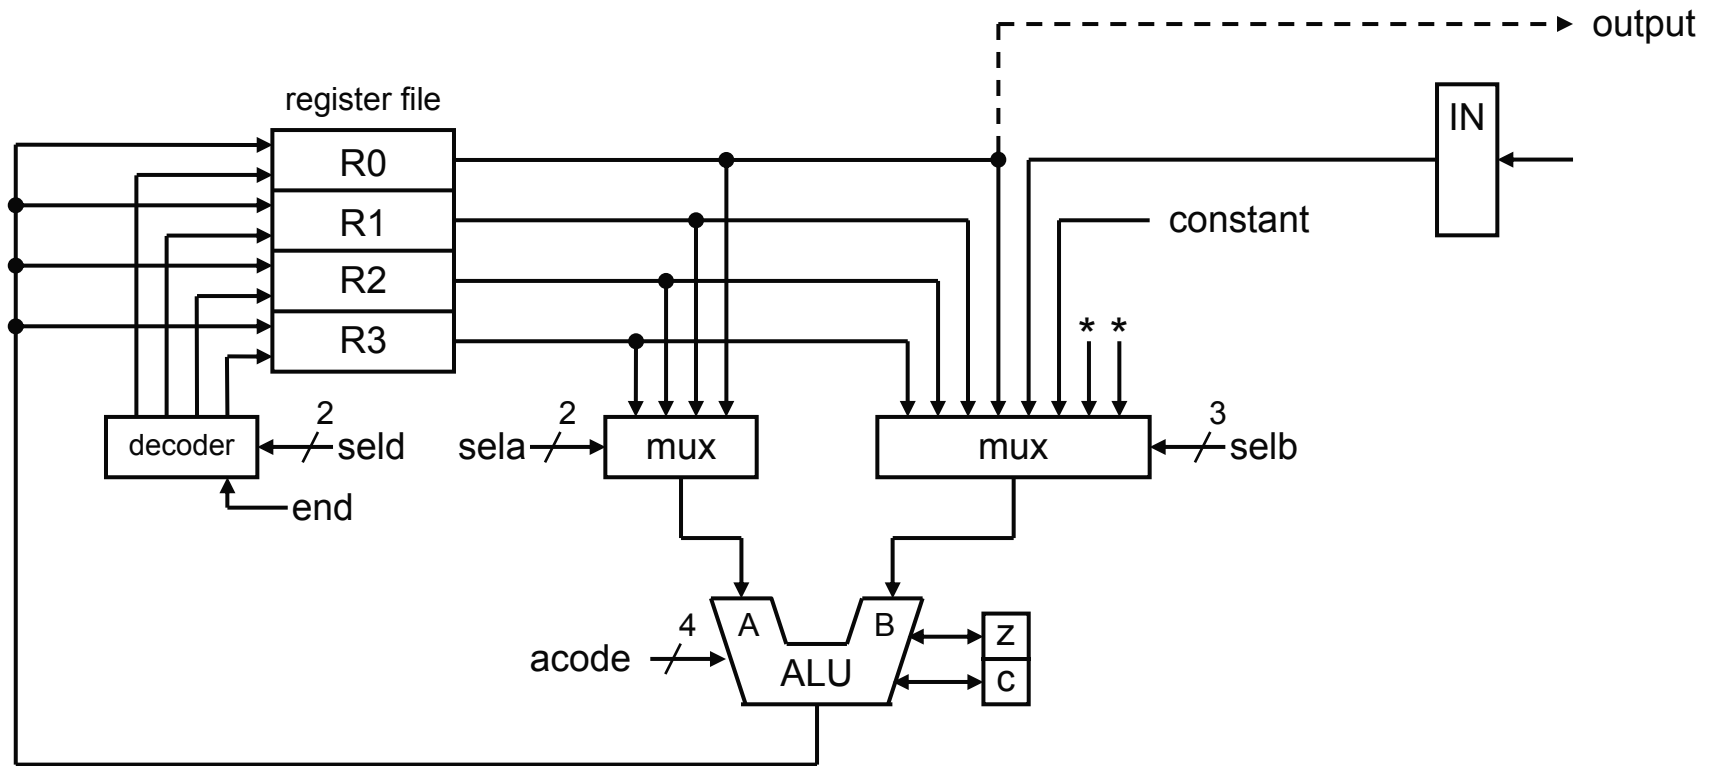 output
register file
IN
R0
R1
constant
R2
R3
* *
2
2
3
decoder
seld
sela
mux
mux
selb
end
A
B
z
4
acode
ALU
c